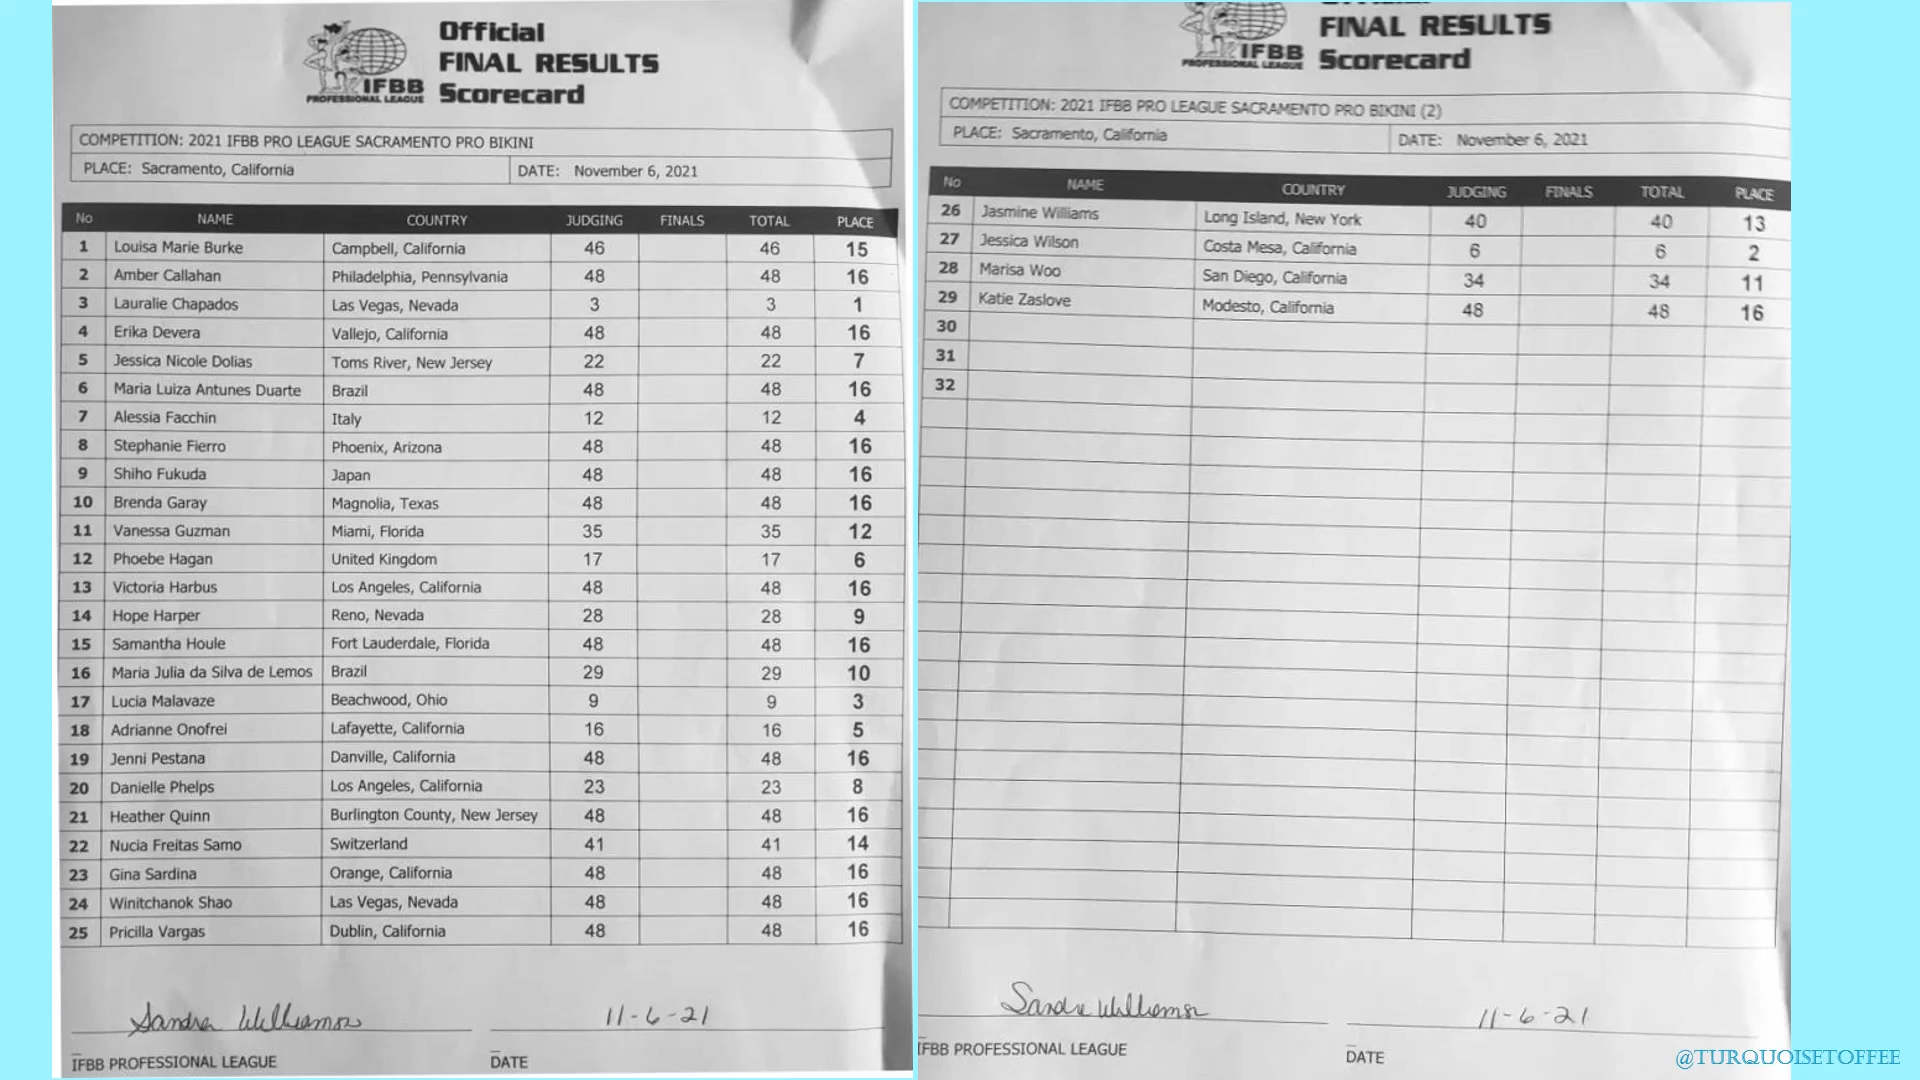 Official
FINAL RESULTS
Scorecard
IFBB
PROFESSIONAL LEAGUE
COMPETITION: 2021 IFBB PRO LEAGUE SACRAMENTO PRO BIKINI
PLACE: Sacramento, California DATE: November 6, 2021
No NAME COUNTRY JUDGING FINALS TOTAL PLACE
1 Louisa Marie Burke Campbell, California 46 46 15
2 Amber Callahan Philadelphia, Pennsylvania 48 48 16
3 Lauralie Chapados Las Vegas, Nevada 3 3 1
4 Erika Devera Vallejo, California 48 48 16
5 Jessica Nicole Dolias Toms River, New Jersey 22 22 7
6 Maria Luiza Antunes Duarte Brazil 48 48 16
7 Alessia Facchin Italy 12 12 4
8 Stephanie Fierro Phoenix, Arizona 48 48 16
9 Shiho Fukuda Japan 48 48 16
10 Brenda Garay Magnolia, Texas 48 48 16
11 Vanessa Guzman Miami, Florida 35 35 12
12 Phoebe Hagan United Kingdom 17 17 6
13 Victoria Harbus Los Angeles, California 48 48 16
14 Hope Harper Reno, Nevada 28 28 9
15 Samantha Houle Fort Lauderdale, Florida 48 48 16
16 Maria Julia da Silva de Lemos Brazil 29 29 10
17 Lucia Malavaze Beachwood, Ohio 9 9 3
18 Adrianne Onofrei Lafayette, California 16 16 5
19 Jenni Pestana Danville, California 48 48 16
20 Danielle Phelps Los Angeles, California 23 23 8
21 Heather Quinn Burlington County, New Jersey 48 48 16
22 Nucia Freitas Samo Switzerland 41 41 14
23 Gina Sardina Orange, California 48 48 16
24 Winitchanok Shao Las Vegas, Nevada 48 48 16
25 Pricilla Vargas Dublin, California 48 48 16
Sandra Williamson 11-6-21
IFBB PROFESSIONAL LEAGUE DATE
FINAL RESULTS
Scorecard
IFBB
PROFESSIONAL LEAGUE
COMPETITION: 2021 IFBB PRO LEAGUE SACRAMENTO PRO BIKINI (2)
PLACE: Sacramento, California DATE: November 6, 2021
No NAME COUNTRY JUDGING FINALS TOTAL PLACE
26 Jasmine Williams Long Island, New York 40 40 13
27 Jessica Wilson Costa Mesa, California 6 6 2
28 Marisa Woo San Diego, California 34 34 11
29 Katie Zaslove Modesto, California 48 48 16
30
31
32
Sandra Williamson 11-6-21
IFBB PROFESSIONAL LEAGUE DATE
@TURQUOISETOFFEE